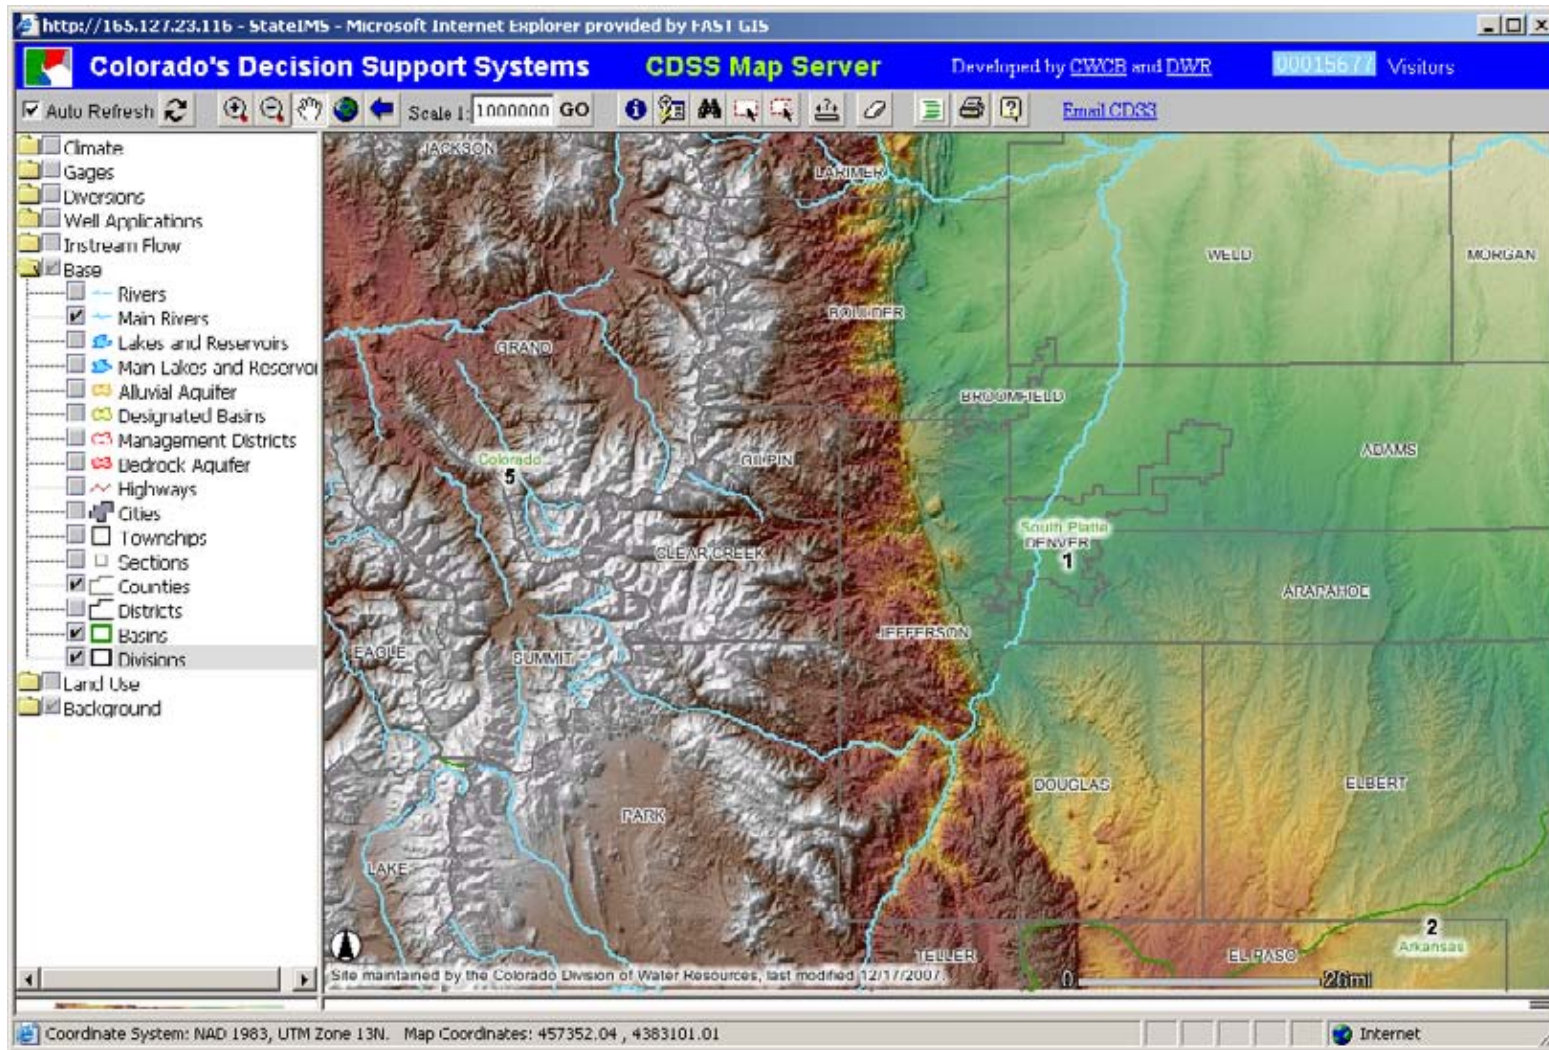 http://165.127.23.116 - StateIMS - Microsoft Internet Explorer provided by FAST GIS
Colorado's Decision Support Systems CDSS Map Server Developed by CWCB and DWR 00015677 Visitors
Auto Refresh Scale 1: 1000000 GO Email CDSS
Climate
Gages
Diversions
Well Applications
Instream Flow
Base
Rivers
Main Rivers
Lakes and Reservoirs
Main Lakes and Reservoi
Alluvial Aquifer
Designated Basins
Management Districts
Bedrock Aquifer
Highways
Cities
Townships
Sections
Counties
Districts
Basins
Divisions
Land Use
Background
JACKSON
LARIMER
WELD
MORGAN
BOULDER
GRAND
BROOMFIELD
ADAMS
Colorado
5
GILPIN
South Platte
DENVER
1
CLEAR CREEK
ARAPAHOE
JEFFERSON
EAGLE
SUMMIT
DOUGLAS
ELBERT
PARK
LAKE
2
Arkansas
TELLER
EL PASO
Site maintained by the Colorado Division of Water Resources, last modified 12/17/2007.
0 26mi
Coordinate System: NAD 1983, UTM Zone 13N. Map Coordinates: 457352.04 , 4383101.01
Internet